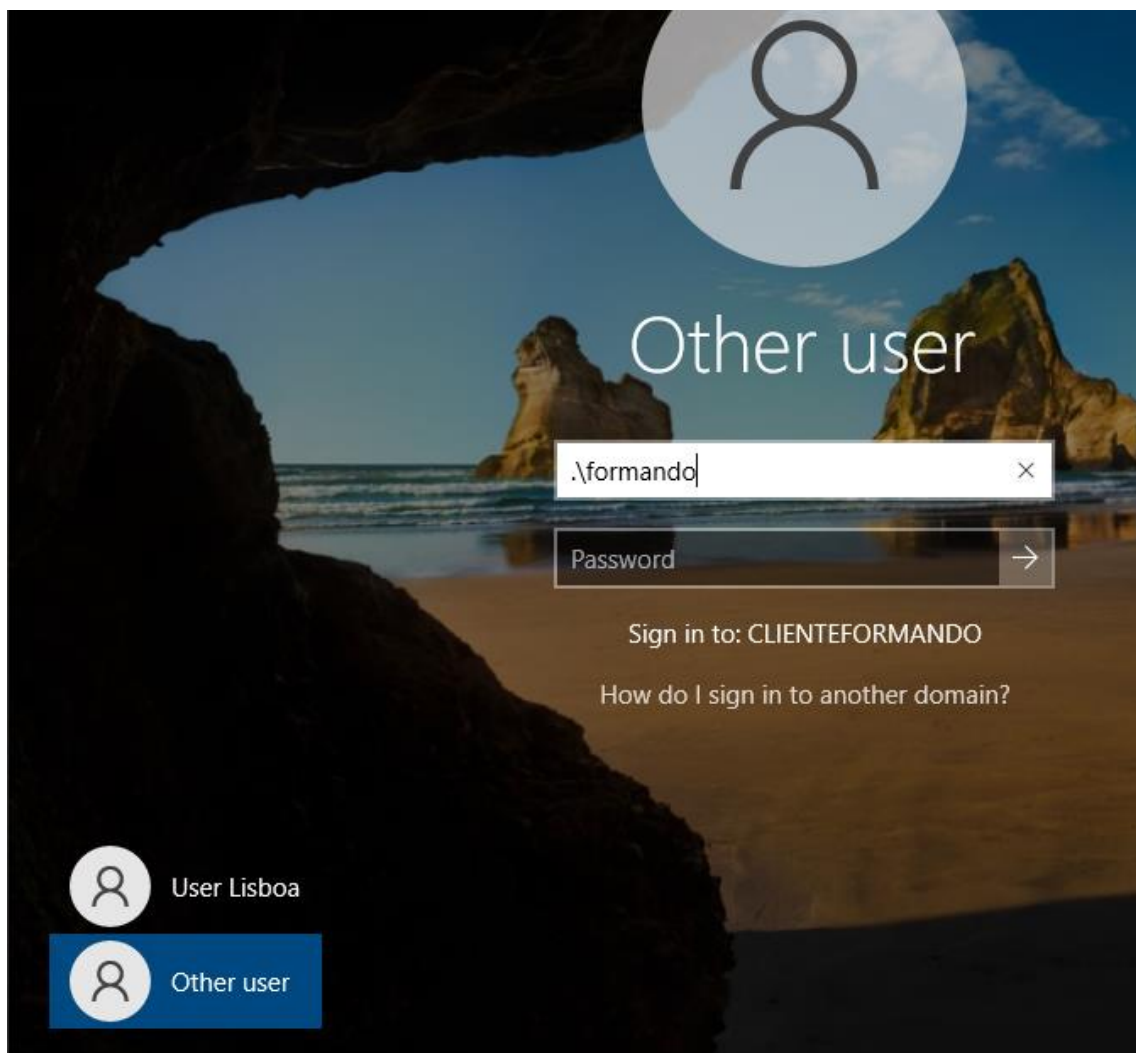 Other user
.\formando
Password
Sign in to: CLIENTEFORMANDO
How do I sign in to another domain?
User Lisboa
Other user